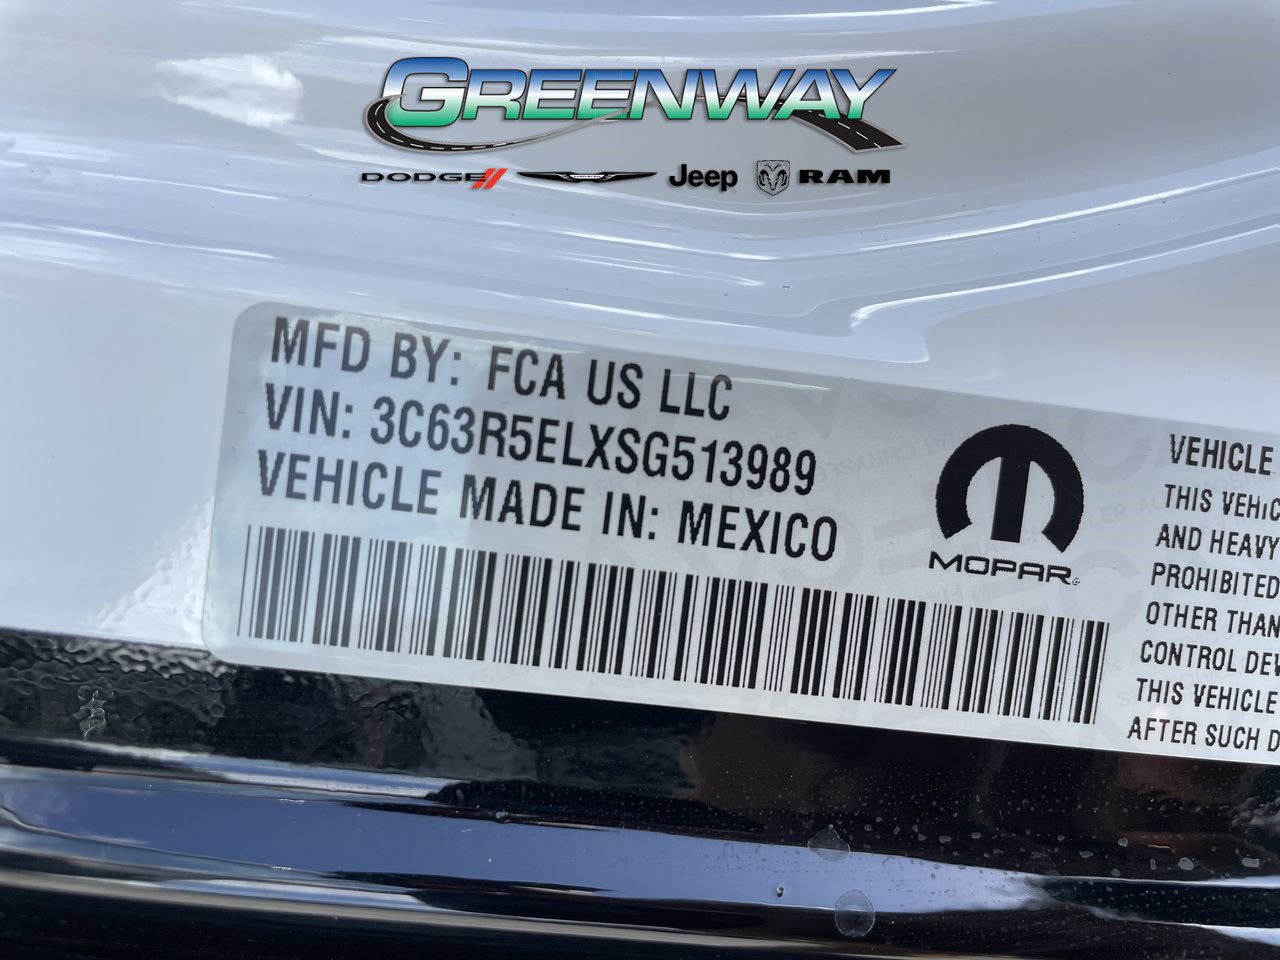 GREENWAY
DODGE Jeep RAM
MFD BY: FCA US LLC
VIN: 3C63R5ELXSG513989
VEHICLE MADE IN: MEXICO
MOPAR
VEHICLE
THIS VEHIC
AND HEAVY
PROHIBITED
OTHER THAN
CONTROL DEV
THIS VEHICLE
AFTER SUCH D